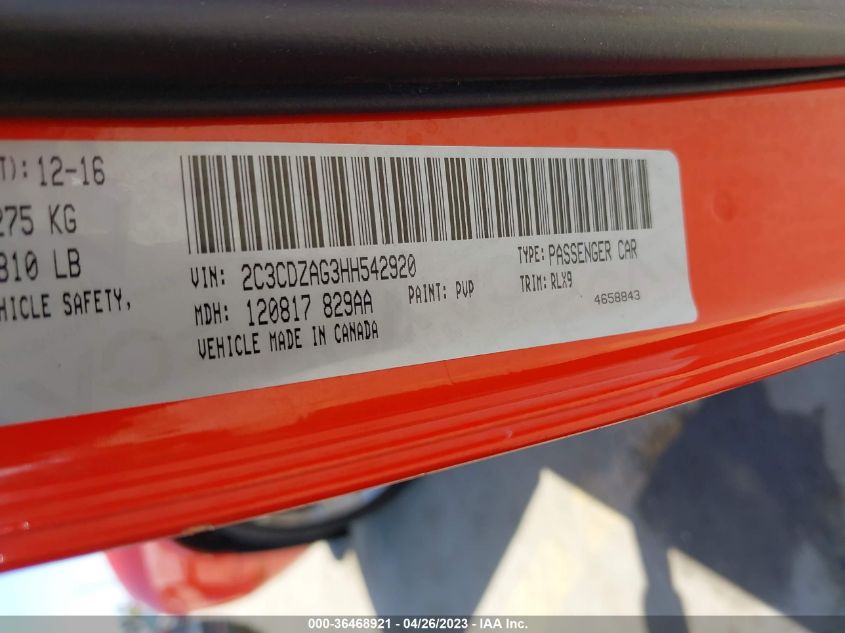 T): 12-16
275 KG
810 LB
HICLE SAFETY,
VIN: 2C3CDZAG3HH542920
MDH: 120817 829AA
VEHICLE MADE IN CANADA
PAINT: PVP
TYPE: PASSENGER CAR
TRIM: RLX9
4658843
000-36468921 - 04/26/2023 - IAA Inc.